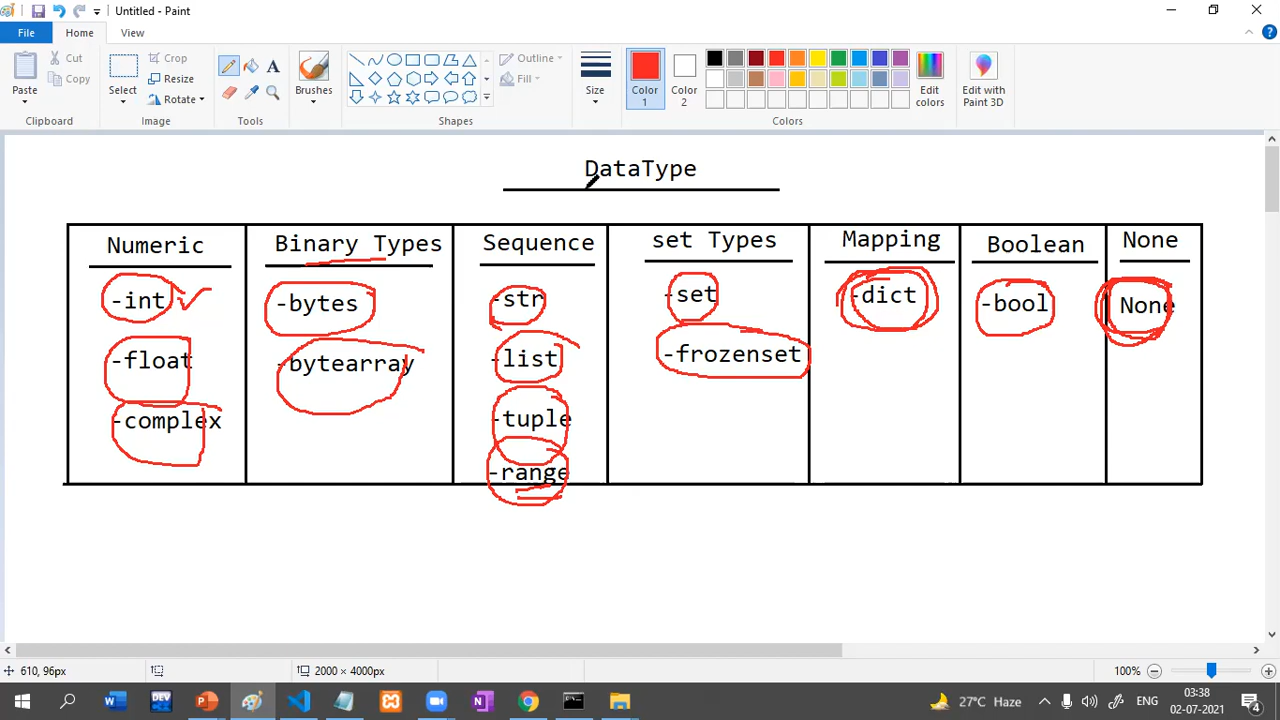 Untitled - Paint
File
Home
View
Paste
Cut
Copy
Clipboard
Select
Crop
Resize
Rotate
Image
A
Tools
Brushes
Shapes
Outline
Fill
Size
Color 1
Color 2
Edit colors
Colors
Edit with Paint 3D
DataType
Numeric
-int
-float
-complex
Binary Types
-bytes
-bytearray
Sequence
-str
-list
-tuple
-range
set Types
-set
-frozenset
Mapping
-dict
Boolean
-bool
None
None
610, 96px
2000 × 4000px
100%
27°C Haze
ENG
03:38
02-07-2021
4